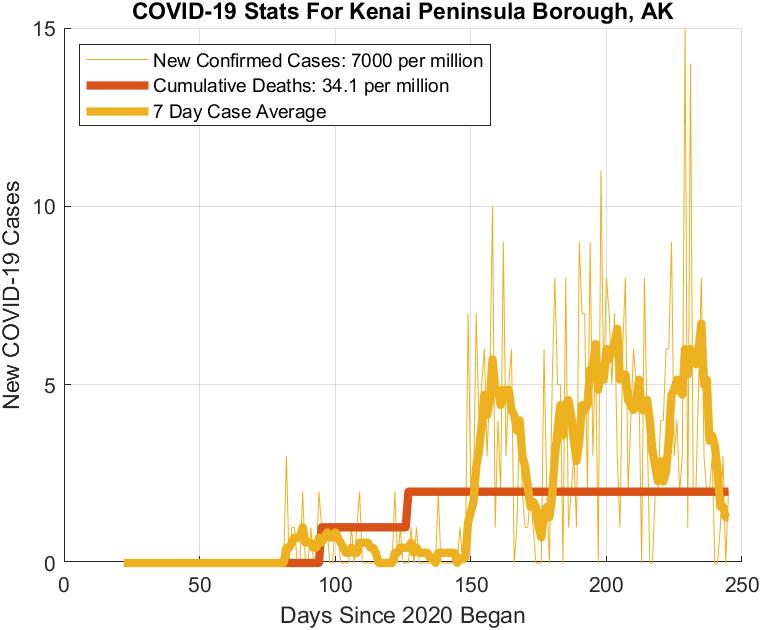 COVID-19 Stats For Kenai Peninsula Borough, AK
New Confirmed Cases: 7000 per million
Cumulative Deaths: 34.1 per million
7 Day Case Average
New COVID-19 Cases
15
10
5
0
0 50 100 150 200 250
Days Since 2020 Began